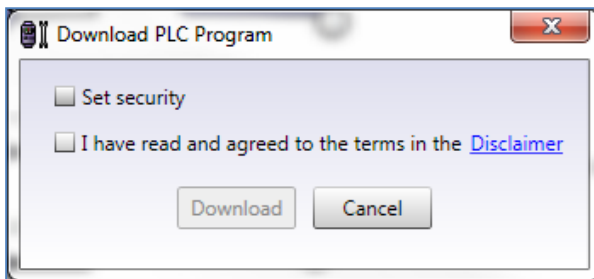 Download PLC Program
Set security
I have read and agreed to the terms in the Disclaimer
Download Cancel